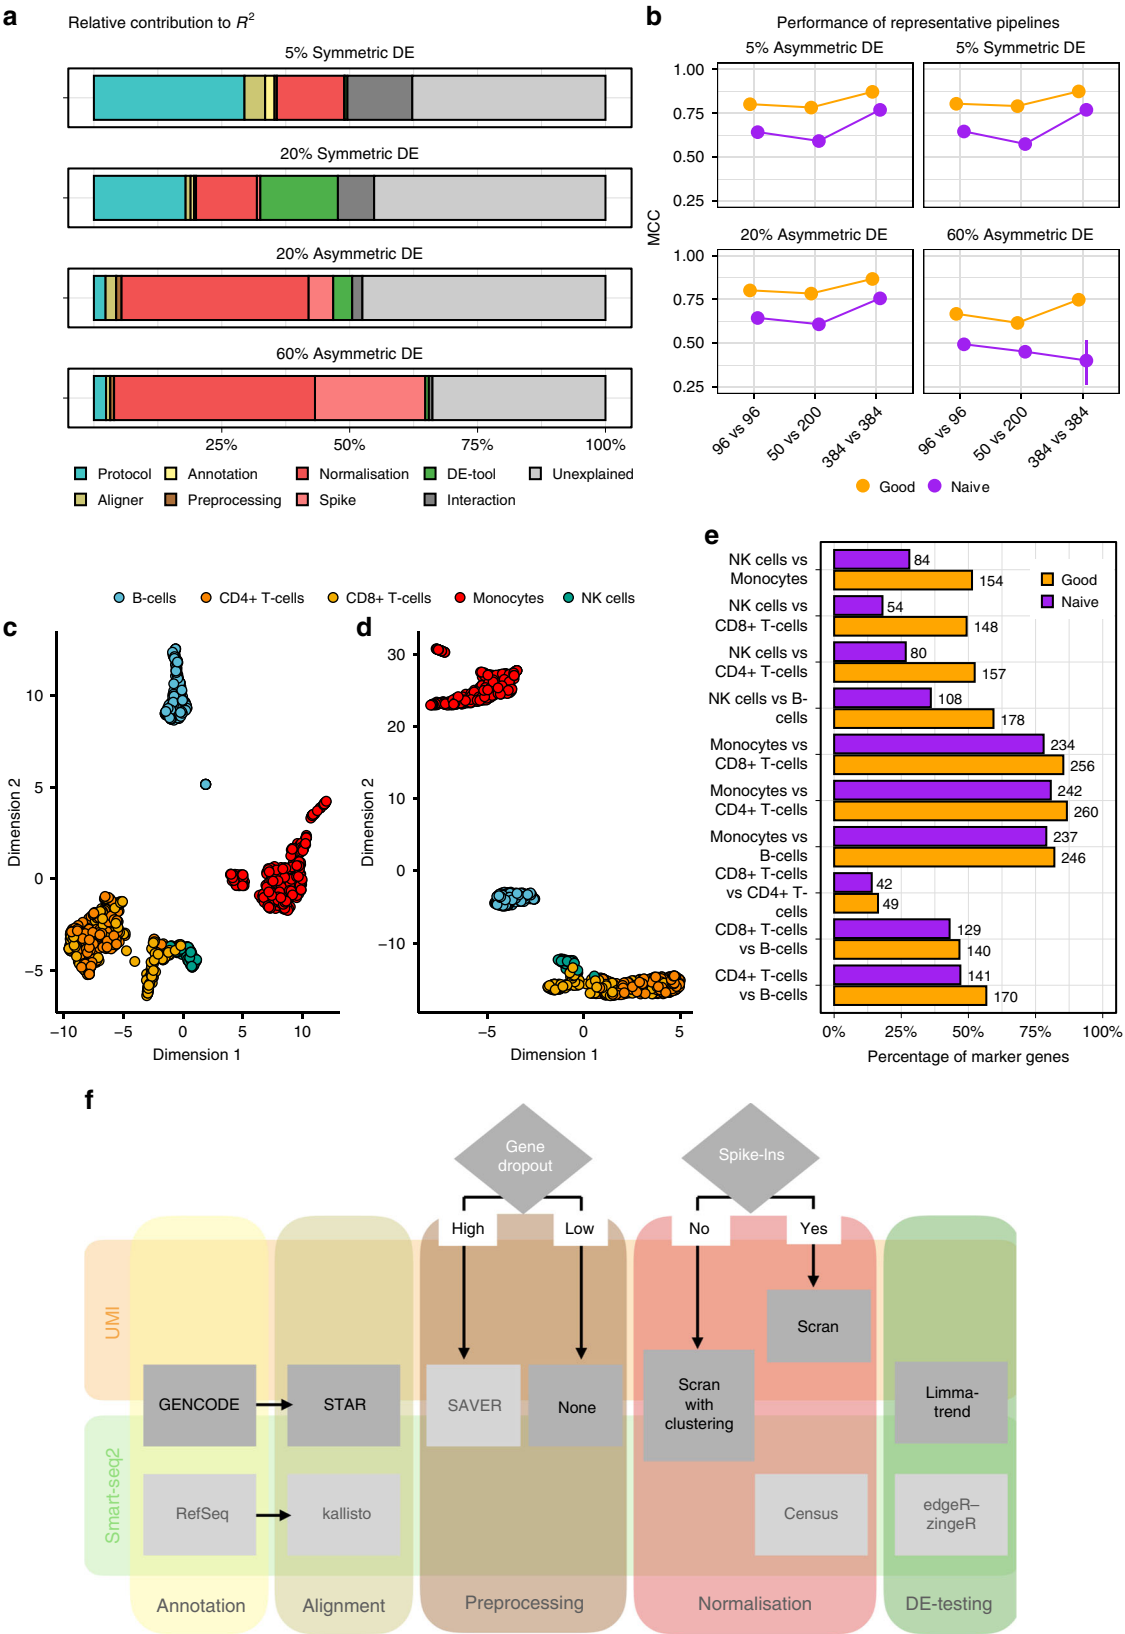 a
Relative contribution to R2
5% Symmetric DE
20% Symmetric DE
20% Asymmetric DE
60% Asymmetric DE
25% 50% 75% 100%
Protocol Annotation Normalisation DE-tool Unexplained
Aligner Preprocessing Spike Interaction
b
Performance of representative pipelines
5% Asymmetric DE 5% Symmetric DE
1.00
0.75
0.50
0.25
MCC
20% Asymmetric DE 60% Asymmetric DE
1.00
0.75
0.50
0.25
96 vs 96 50 vs 200 384 vs 384 96 vs 96 50 vs 200 384 vs 384
Good Naive
B-cells CD4+ T-cells CD8+ T-cells Monocytes NK cells
c
Dimension 2
10
5
0
−5
−10 −5 0 5 10
Dimension 1
d
Dimension 2
30
20
10
0
−10
−5 0 5
Dimension 1
e
Good
Naive
NK cells vs
Monocytes
84
154
NK cells vs
CD8+ T-cells
54
148
NK cells vs
CD4+ T-cells
80
157
NK cells vs B-
cells
108
178
Monocytes vs
CD8+ T-cells
234
256
Monocytes vs
CD4+ T-cells
242
260
Monocytes vs
B-cells
237
246
CD8+ T-cells
vs CD4+ T-
cells
42
49
CD8+ T-cells
vs B-cells
129
140
CD4+ T-cells
vs B-cells
141
170
0% 25% 50% 75% 100%
Percentage of marker genes
f
Gene
dropout
Spike-Ins
High Low No Yes
UMI
Scran
GENCODE STAR SAVER None
Scran
with
clustering
Limma-
trend
Smart-seq2
RefSeq kallisto Census
edgeR–
zingeR
Annotation Alignment Preprocessing Normalisation DE-testing